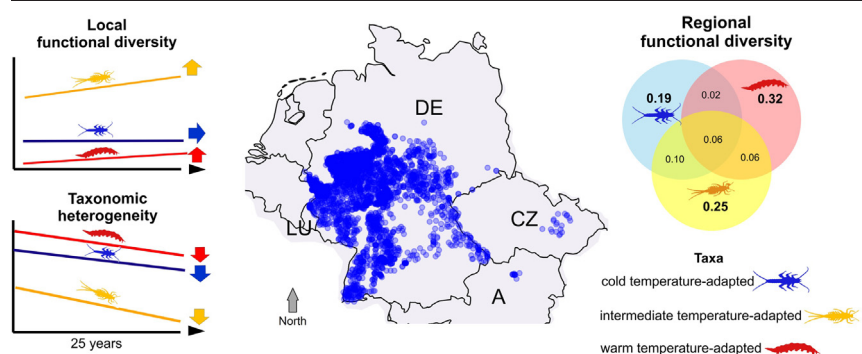 Local
functional diversity
Taxonomic
heterogeneity
25 years
DE
LU
CZ
A
North
Regional
functional diversity
0.19
0.02
0.32
0.06
0.10
0.06
0.25
Taxa
cold temperature-adapted
intermediate temperature-adapted
warm temperature-adapted